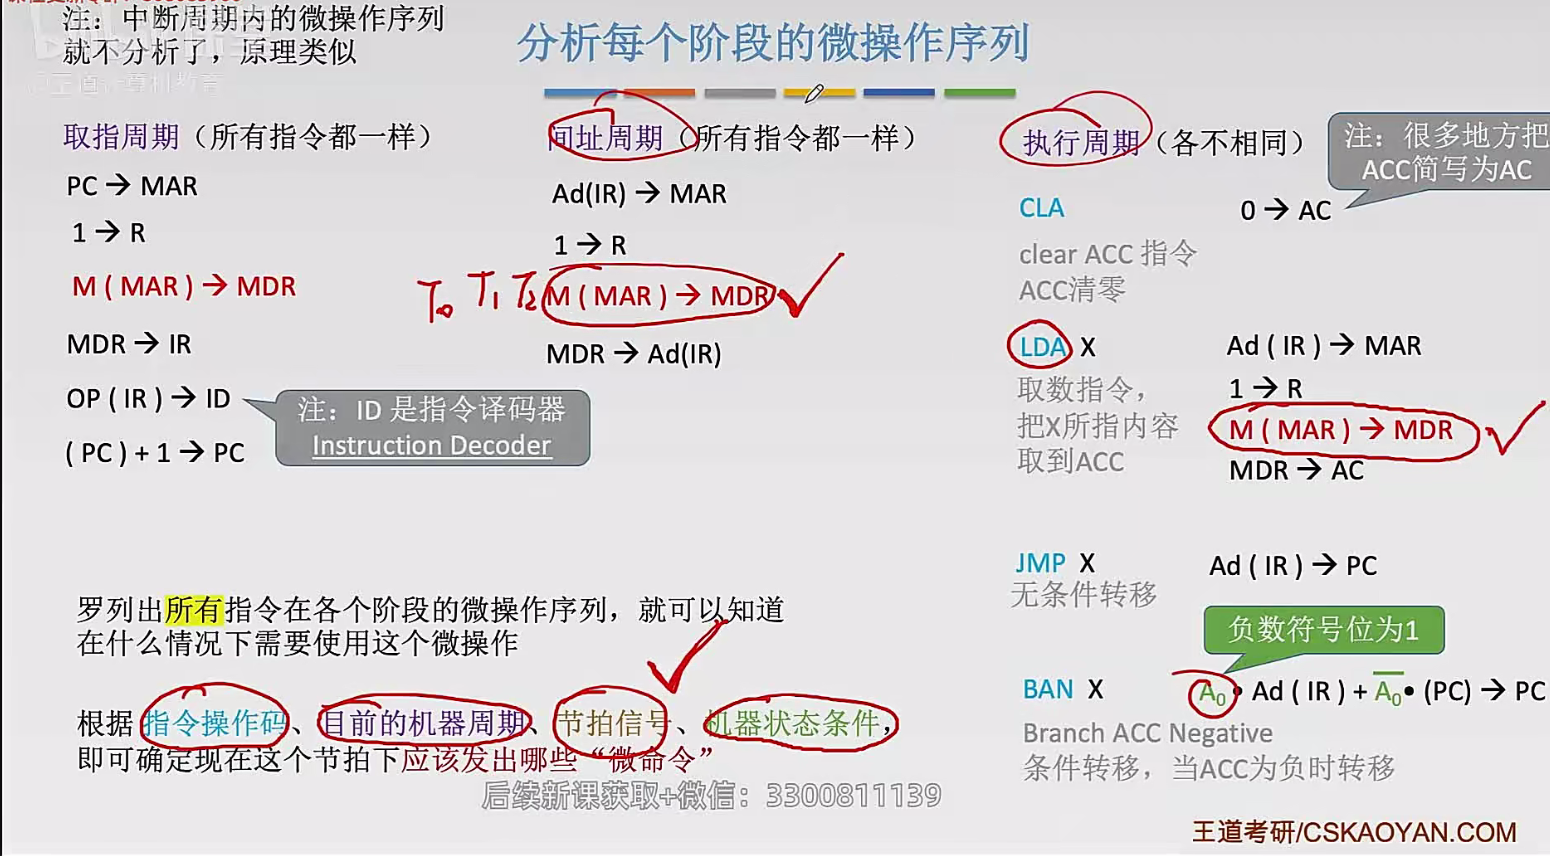 注：中断周期内的微操作序列
就不分析了，原理类似
分析每个阶段的微操作序列
取指周期（所有指令都一样）
PC → MAR
1 → R
M ( MAR ) → MDR
MDR → IR
OP ( IR ) → ID
( PC ) + 1 → PC
注：ID 是指令译码器
Instruction Decoder
间址周期（所有指令都一样）
Ad(IR) → MAR
1 → R
T₀ T₁ T₂
M ( MAR ) → MDR
MDR → Ad(IR)
执行周期（各不相同）
注：很多地方把
ACC简写为AC
CLA
0 → AC
clear ACC 指令
ACC清零
LDA X
Ad ( IR ) → MAR
取数指令，
1 → R
把X所指内容
M ( MAR ) → MDR
取到ACC
MDR → AC
JMP X
Ad ( IR ) → PC
无条件转移
负数符号位为1
BAN X
A₀• Ad ( IR ) + A̅₀• (PC) → PC
Branch ACC Negative
条件转移，当ACC为负时转移
罗列出所有指令在各个阶段的微操作序列，就可以知道
在什么情况下需要使用这个微操作
根据 指令操作码、目前的机器周期、节拍信号、机器状态条件，
即可确定现在这个节拍下应该发出哪些“微命令”
后续新课获取+微信：3300811139
王道考研/CSKAOYAN.COM